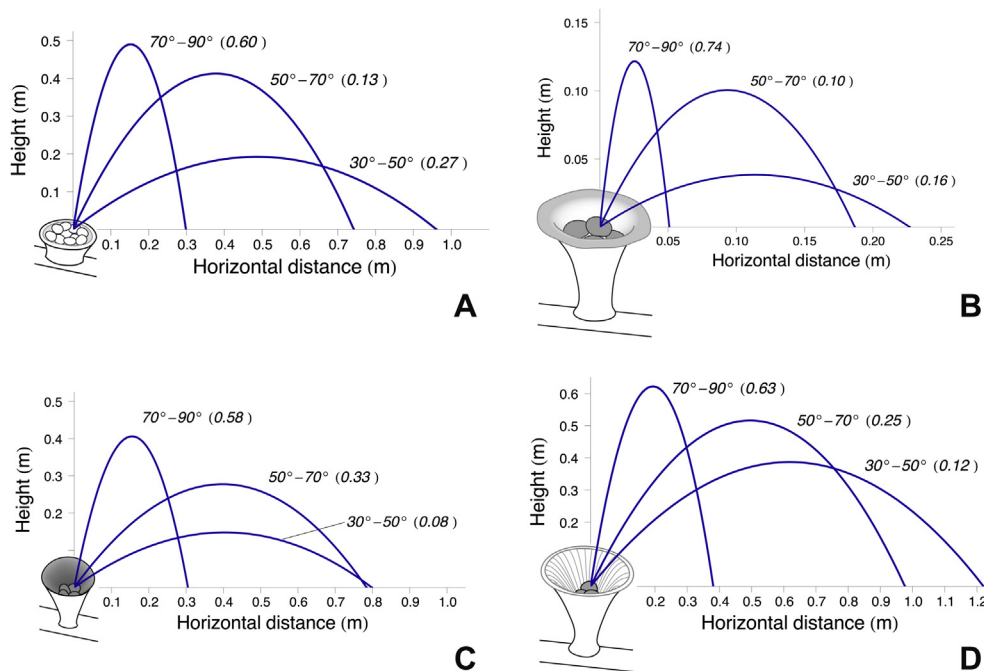 0.5
0.4
0.3
0.2
0.1
Height (m)
70°–90° (0.60)
50°–70° (0.13)
30°–50° (0.27)
0.1 0.2 0.3 0.4 0.5 0.6 0.7 0.8 0.9 1.0
Horizontal distance (m)
A
0.15
0.10
0.05
Height (m)
70°–90° (0.74)
50°–70° (0.10)
30°–50° (0.16)
0.05 0.10 0.15 0.20 0.25
Horizontal distance (m)
B
0.5
0.4
0.3
0.2
Height (m)
70°–90° (0.58)
50°–70° (0.33)
30°–50° (0.08)
0.1 0.2 0.3 0.4 0.5 0.6 0.7 0.8 0.9 1.0
Horizontal distance (m)
C
0.6
0.5
0.4
0.3
0.2
Height (m)
70°–90° (0.63)
50°–70° (0.25)
30°–50° (0.12)
0.2 0.3 0.4 0.5 0.6 0.7 0.8 0.9 1.0 1.1 1.2
Horizontal distance (m)
D